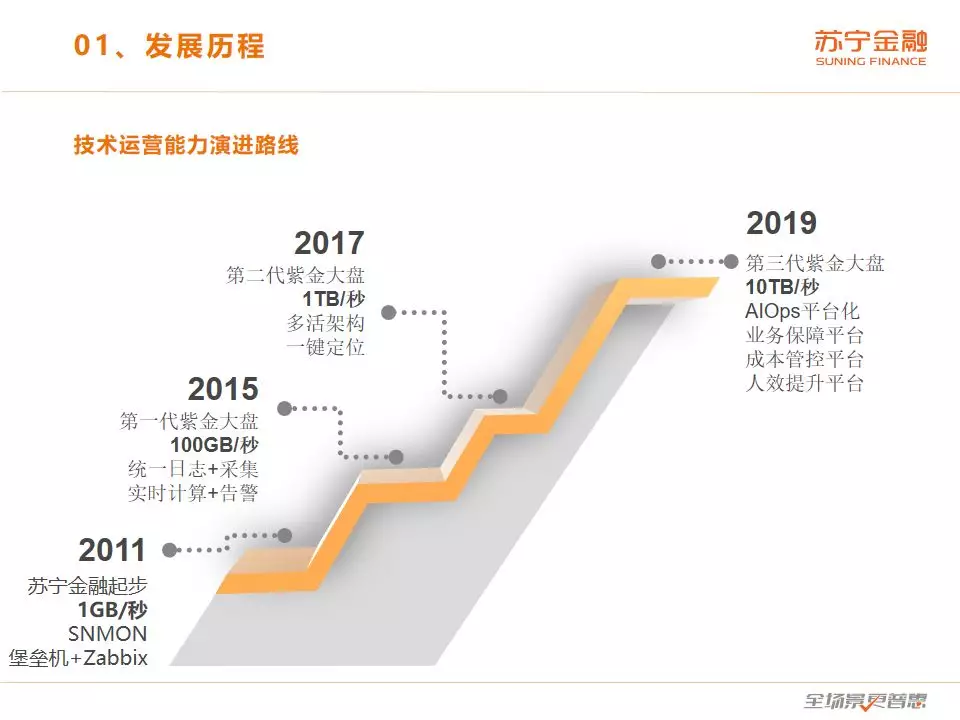 01、发展历程
苏宁金融
SUNING FINANCE
技术运营能力演进路线
2011
苏宁金融起步
1GB/秒
SNMON
堡垒机+Zabbix
2015
第一代紫金大盘
100GB/秒
统一日志+采集
实时计算+告警
2017
第二代紫金大盘
1TB/秒
多活架构
一键定位
2019
第三代紫金大盘
10TB/秒
AIOps平台化
业务保障平台
成本管控平台
人效提升平台
全场景更普惠